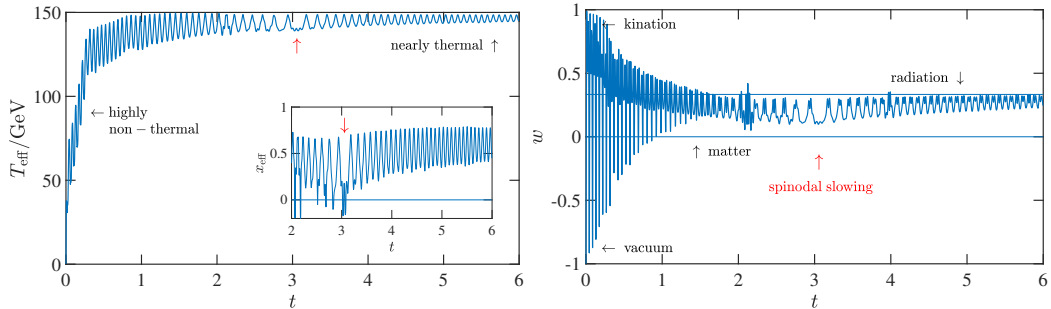 150
100
50
0
T_eff/GeV
← highly
non − thermal
↑
nearly thermal ↑
1
0.5
0
x_eff
2 3 4 5 6
t
0 1 2 3 4 5 6
t
1
0.5
0
-0.5
-1
w
← kination
radiation ↓
↑ matter
↑
spinodal slowing
← vacuum
0 1 2 3 4 5 6
t